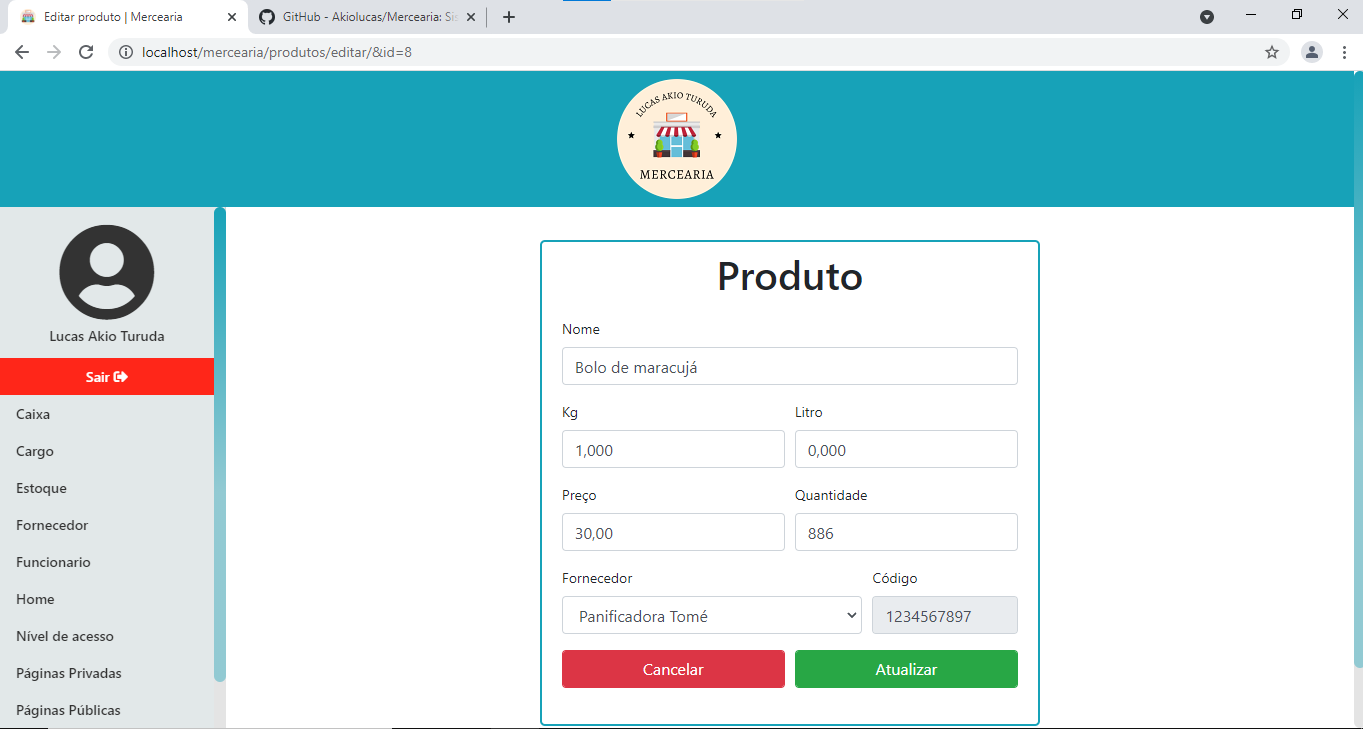 Editar produto | Mercearia
GitHub - Akiolucas/Mercearia: Sis
localhost/mercearia/produtos/editar/&id=8
LUCAS AKIO TURUDA
MERCEARIA
Lucas Akio Turuda
Sair
Caixa
Cargo
Estoque
Fornecedor
Funcionario
Home
Nível de acesso
Páginas Privadas
Páginas Públicas
Produto
Nome
Bolo de maracujá
Kg Litro
1,000 0,000
Preço Quantidade
30,00 886
Fornecedor Código
Panificadora Tomé 1234567897
Cancelar Atualizar